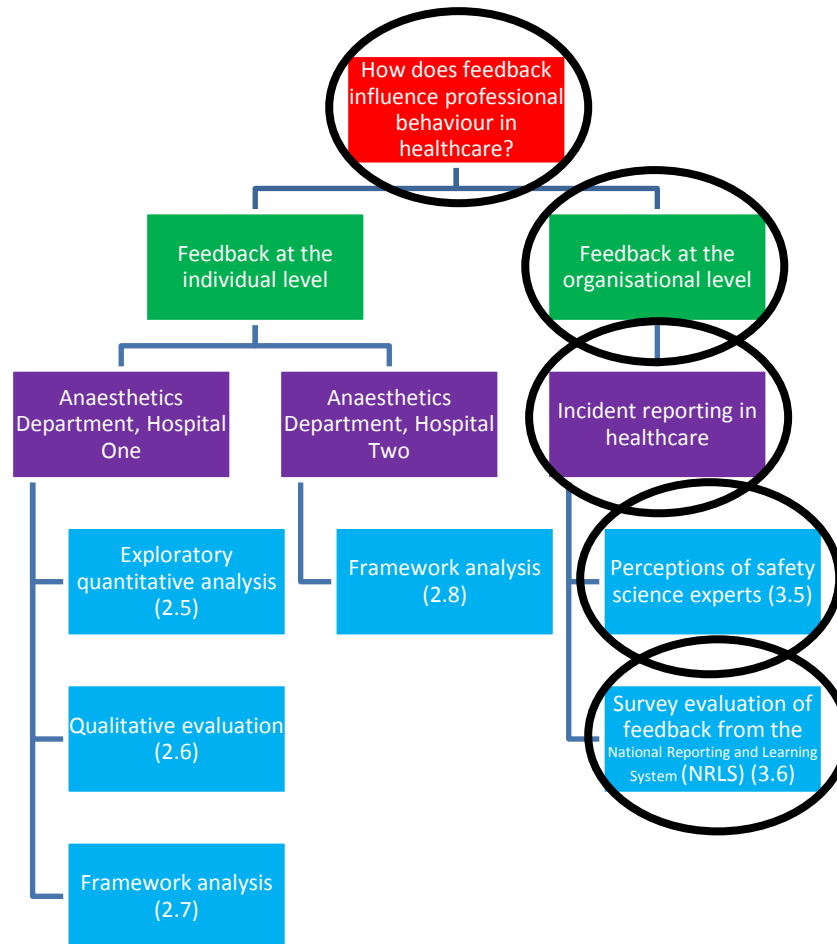 How does feedback
influence professional
behaviour in
healthcare?
Feedback at the
individual level
Feedback at the
organisational level
Anaesthetics
Department, Hospital
One
Anaesthetics
Department, Hospital
Two
Incident reporting in
healthcare
Exploratory
quantitative analysis
(2.5)
Framework analysis
(2.8)
Perceptions of safety
science experts (3.5)
Qualitative evaluation
(2.6)
Survey evaluation of
feedback from the
National Reporting and Learning
System (NRLS) (3.6)
Framework analysis
(2.7)